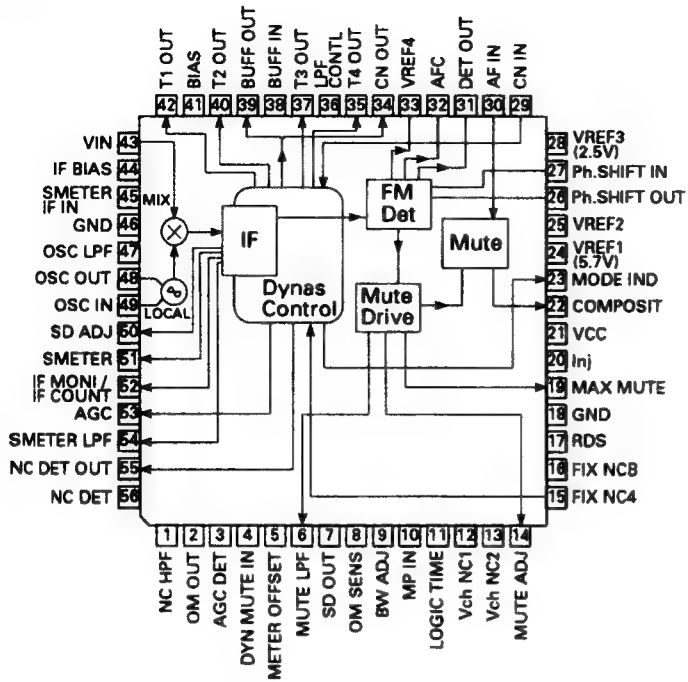 T1 OUT
BIAS
T2 OUT
BUFF OUT
BUFF IN
T3 OUT
LPF
CONTL
T4 OUT
CN OUT
VREF4
AFC
DET OUT
AF IN
CN IN
42 41 40 39 38 37 36 35 34 33 32 31 30 29
VIN 43
IF BIAS 44
SMETER
IF IN 45
GND 46
OSC LPF 47
OSC OUT 48
OSC IN 49
SD ADJ 50
SMETER 51
IF MONI /
IF COUNT 52
AGC 53
SMETER LPF 54
NC DET OUT 55
NC DET 56
MIX
LOCAL
IF
Dynas
Control
FM
Det
Mute
Mute
Drive
28 VREF3
(2.5V)
27 Ph.SHIFT IN
26 Ph.SHIFT OUT
25 VREF2
24 VREF1
(5.7V)
23 MODE IND
22 COMPOSIT
21 VCC
20 Inj
19 MAX MUTE
18 GND
17 RDS
16 FIX NCB
15 FIX NC4
1 2 3 4 5 6 7 8 9 10 11 12 13 14
NC HPF
OM OUT
AGC DET
DYN MUTE IN
METER OFFSET
MUTE LPF
SD OUT
OM SENS
BW ADJ
MP IN
LOGIC TIME
Vch NC1
Vch NC2
MUTE ADJ